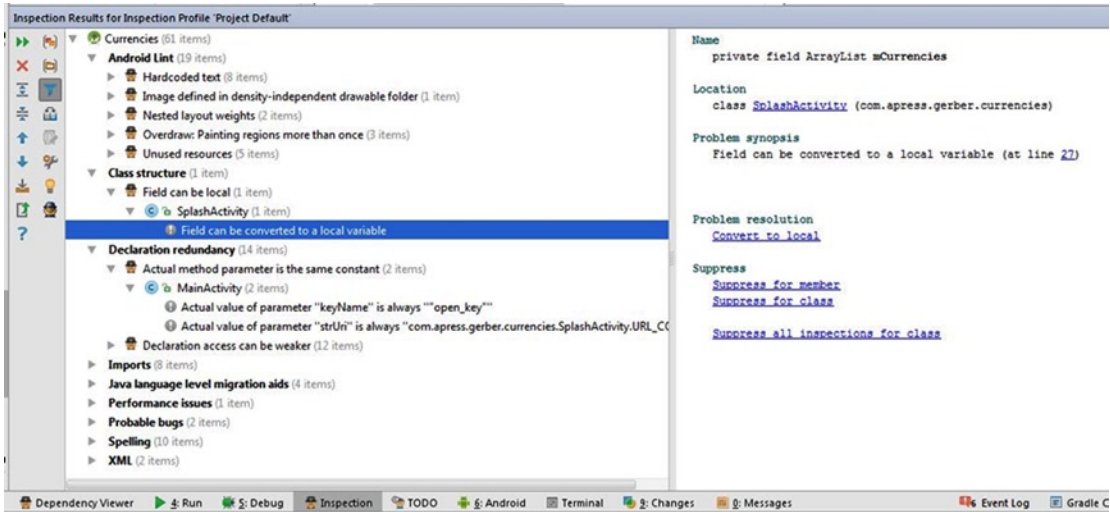 Inspection Results for Inspection Profile 'Project Default'
Currencies (61 items)
Android Lint (19 items)
Hardcoded text (8 items)
Image defined in density-independent drawable folder (1 item)
Nested layout weights (2 items)
Overdraw: Painting regions more than once (3 items)
Unused resources (5 items)
Class structure (1 item)
Field can be local (1 item)
SplashActivity (1 item)
Field can be converted to a local variable
Declaration redundancy (14 items)
Actual method parameter is the same constant (2 items)
MainActivity (2 items)
Actual value of parameter "keyName" is always ""open_key""
Actual value of parameter "strUri" is always "com.apress.gerber.currencies.SplashActivity.URL_CO
Declaration access can be weaker (12 items)
Imports (8 items)
Java language level migration aids (4 items)
Performance issues (1 item)
Probable bugs (2 items)
Spelling (10 items)
XML (2 items)
Name
private field ArrayList mCurrencies
Location
class SplashActivity (com.apress.gerber.currencies)
Problem synopsis
Field can be converted to a local variable (at line 27)
Problem resolution
Convert to local
Suppress
Suppress for member
Suppress for class
Suppress all inspections for class
Dependency Viewer 4: Run 5: Debug Inspection TODO 6: Android Terminal 9: Changes 0: Messages 6 Event Log Gradle C